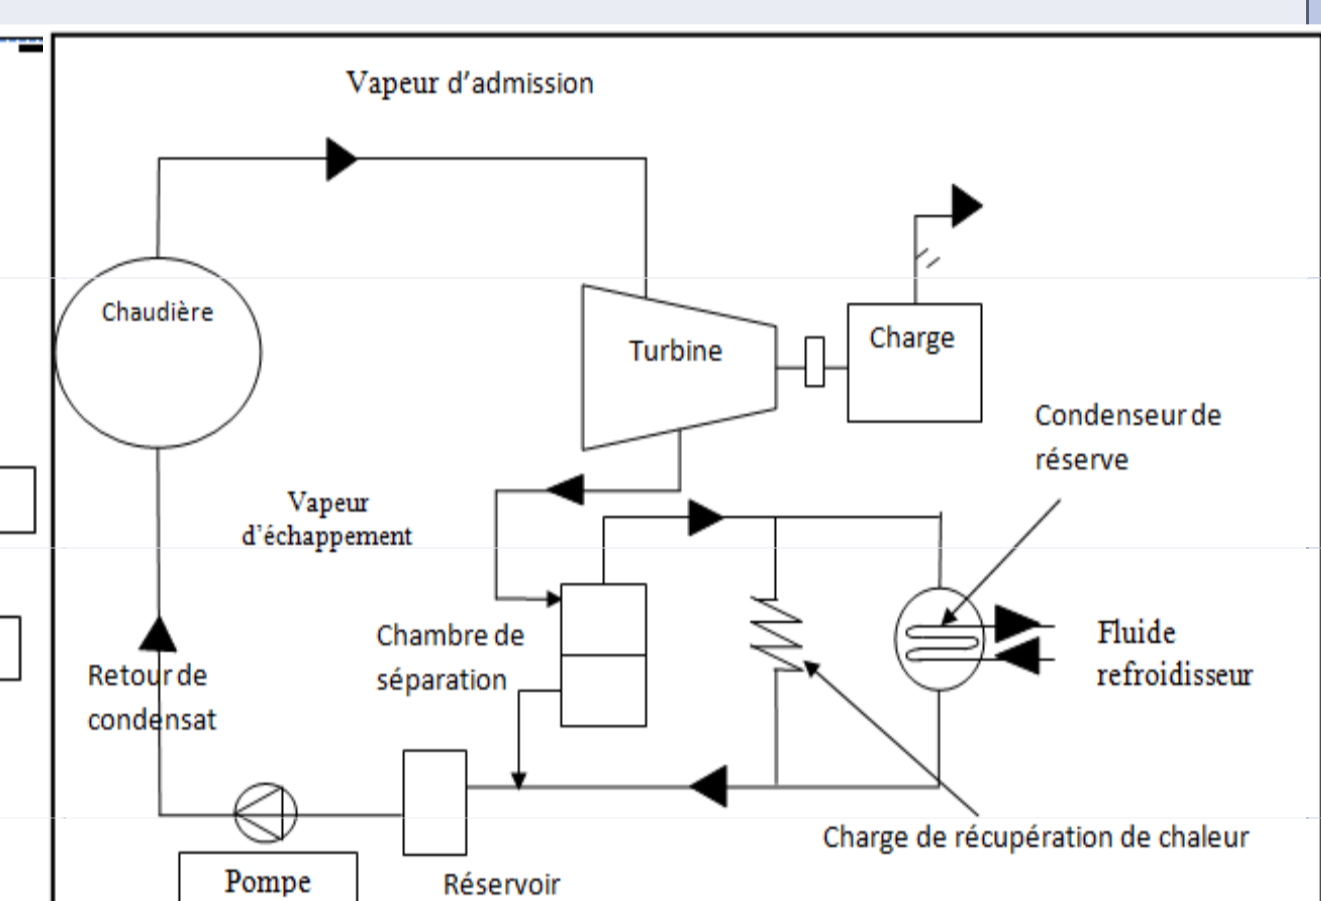 Vapeur d’admission
Chaudière
Turbine
Charge
Condenseur de
réserve
Vapeur
d’échappement
Chambre de
séparation
Fluide
refroidisseur
Retour de
condensat
Charge de récupération de chaleur
Pompe
Réservoir